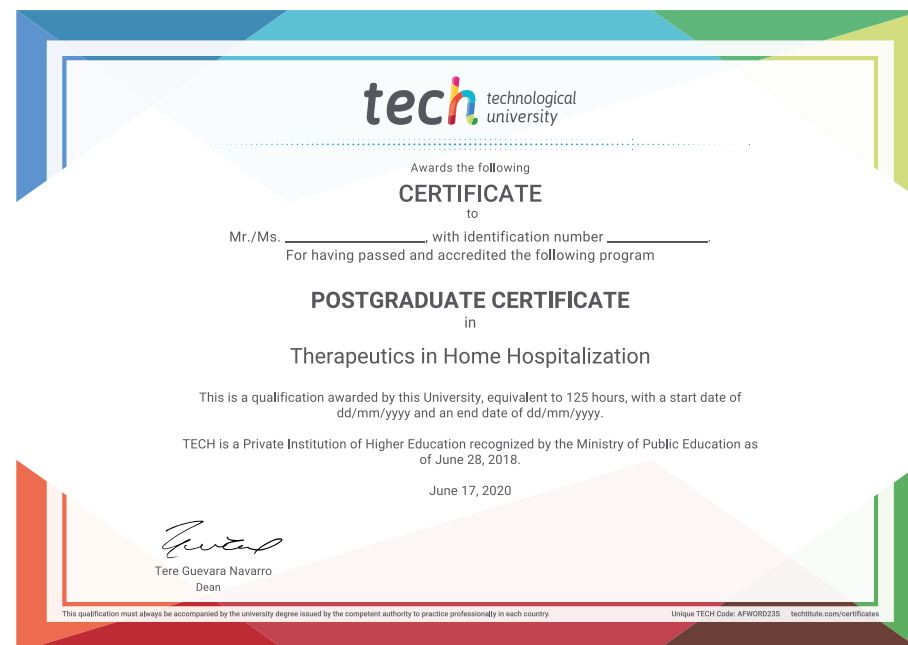 tech technological
university
Awards the following
CERTIFICATE
to
Mr./Ms. ____________________, with identification number ______________.
For having passed and accredited the following program
POSTGRADUATE CERTIFICATE
in
Therapeutics in Home Hospitalization
This is a qualification awarded by this University, equivalent to 125 hours, with a start date of
dd/mm/yyyy and an end date of dd/mm/yyyy.
TECH is a Private Institution of Higher Education recognized by the Ministry of Public Education as
of June 28, 2018.
June 17, 2020
Tere Guevara Navarro
Dean
This qualification must always be accompanied by the university degree issued by the competent authority to practice professionally in each country. Unique TECH Code: AFWORD23S techtitute.com/certificates